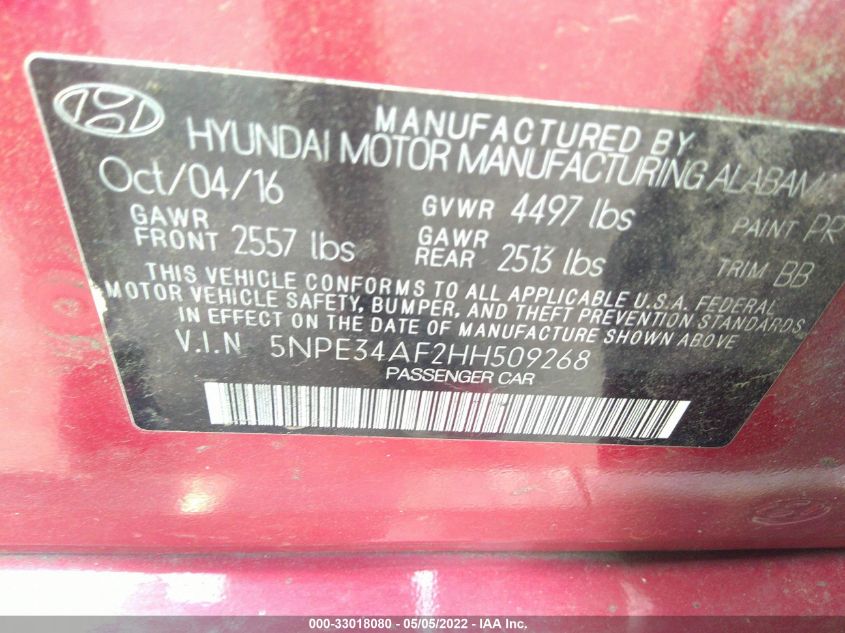 MANUFACTURED BY
HYUNDAI MOTOR MANUFACTURING ALABAMA
Oct/04/16
GVWR 4497 lbs
PAINT PR
GAWR FRONT 2557 lbs
GAWR REAR 2513 lbs
TRIM BB
THIS VEHICLE CONFORMS TO ALL APPLICABLE U.S.A. FEDERAL
MOTOR VEHICLE SAFETY, BUMPER, AND THEFT PREVENTION STANDARDS
IN EFFECT ON THE DATE OF MANUFACTURE SHOWN ABOVE
V.I.N 5NPE34AF2HH509268
PASSENGER CAR
000-33018080 - 05/05/2022 - IAA Inc.